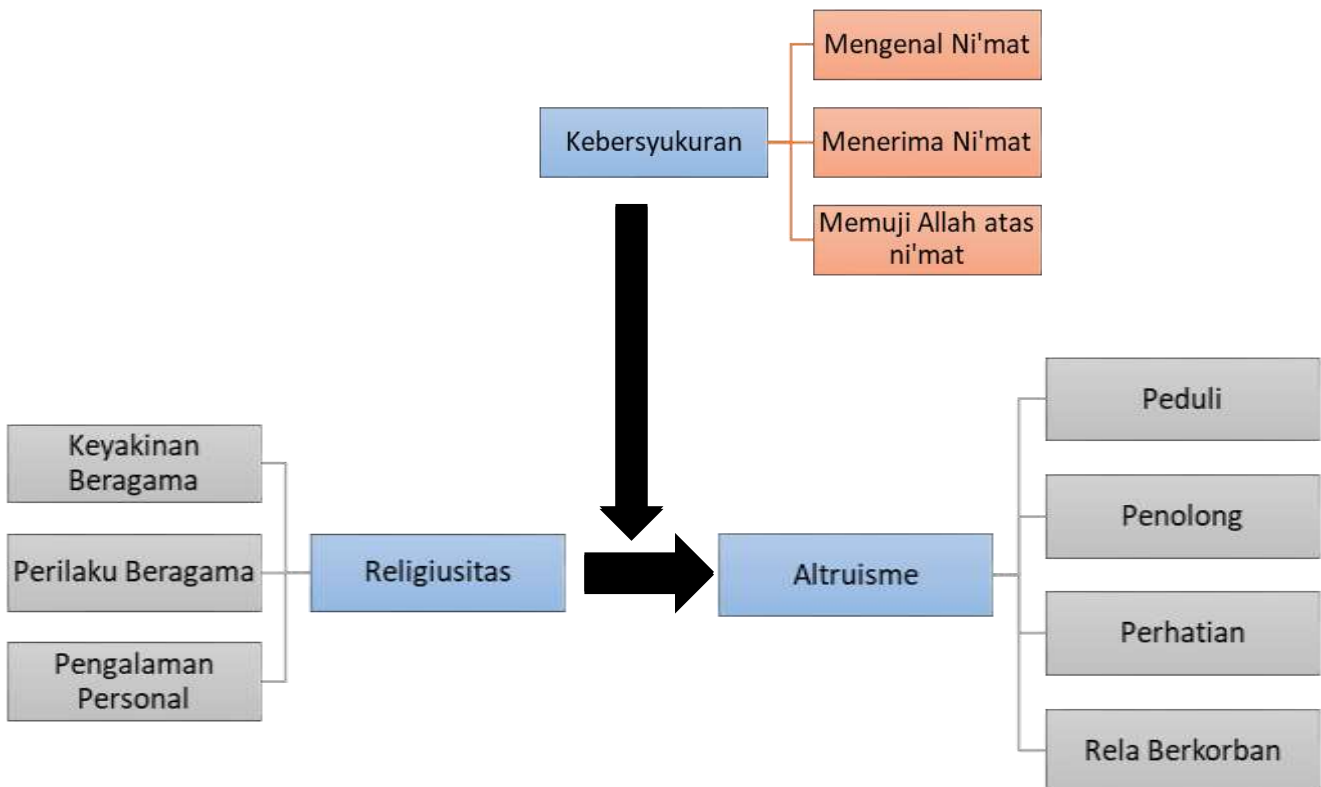 Mengenal Ni'mat
Kebersyukuran
Menerima Ni'mat
Memuji Allah atas
ni'mat
Keyakinan
Beragama
Perilaku Beragama
Pengalaman
Personal
Religiusitas
Altruisme
Peduli
Penolong
Perhatian
Rela Berkorban